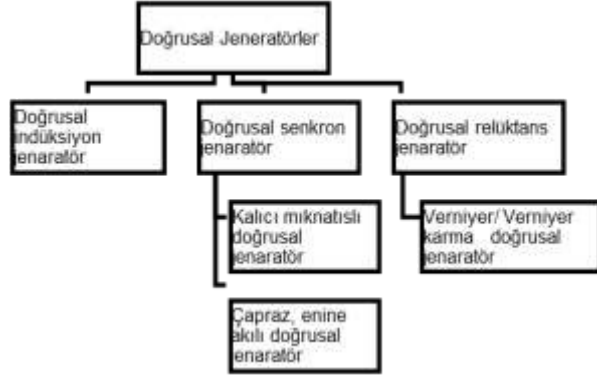 Doğrusal Jeneratörler
Doğrusal
indüksiyon
jenaratör
Doğrusal senkron
jenaratör
Doğrusal relüktans
jenaratör
Kalıcı mıknatıslı
doğrusal
jenaratör
Verniyer/ Verniyer
karma doğrusal
jenaratör
Çapraz, enine
akılı doğrusal
jenaratör